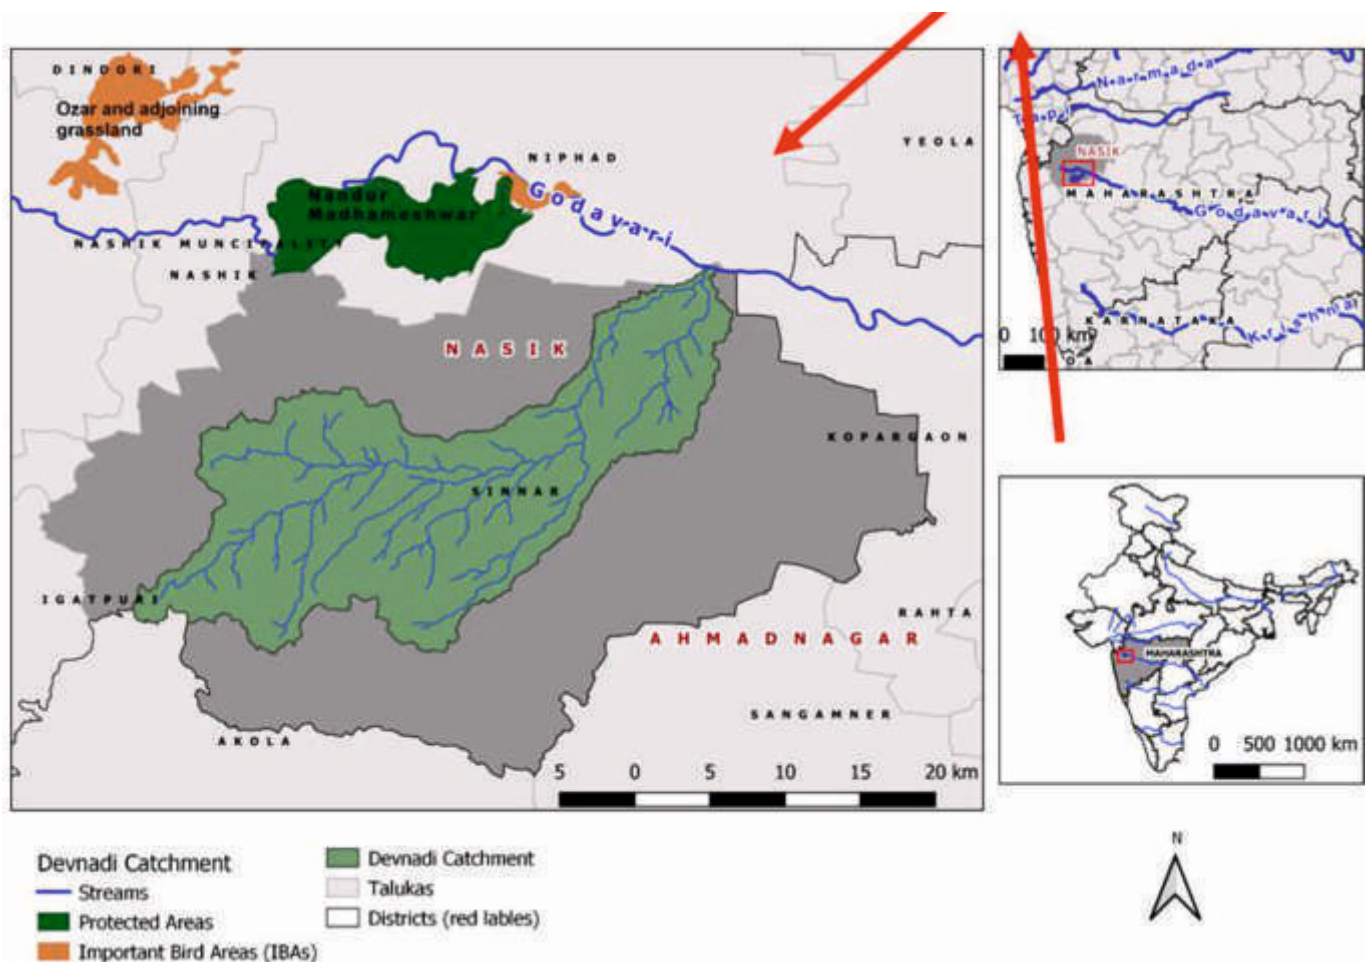 DINDORI
Ozar and adjoining
grassland
NIPHAD
YEOLA
Nandur
Madhameshwar
Godavari
NASHIK MUNCIPALITY
NASHIK
NASIK
KOPARGAON
SINNAR
IGATPURI
RAHTA
AHMADNAGAR
SANGAMNER
AKOLA
5 0 5 10 15 20 km
Narmada
Tapi
NASIK
MAHARASHTRA
Godavari
KARNATAKA
0 100 km
OA
MAHARASHTRA
0 500 1000 km
N
Devnadi Catchment
Streams
Protected Areas
Important Bird Areas (IBAs)
Devnadi Catchment
Talukas
Districts (red lables)